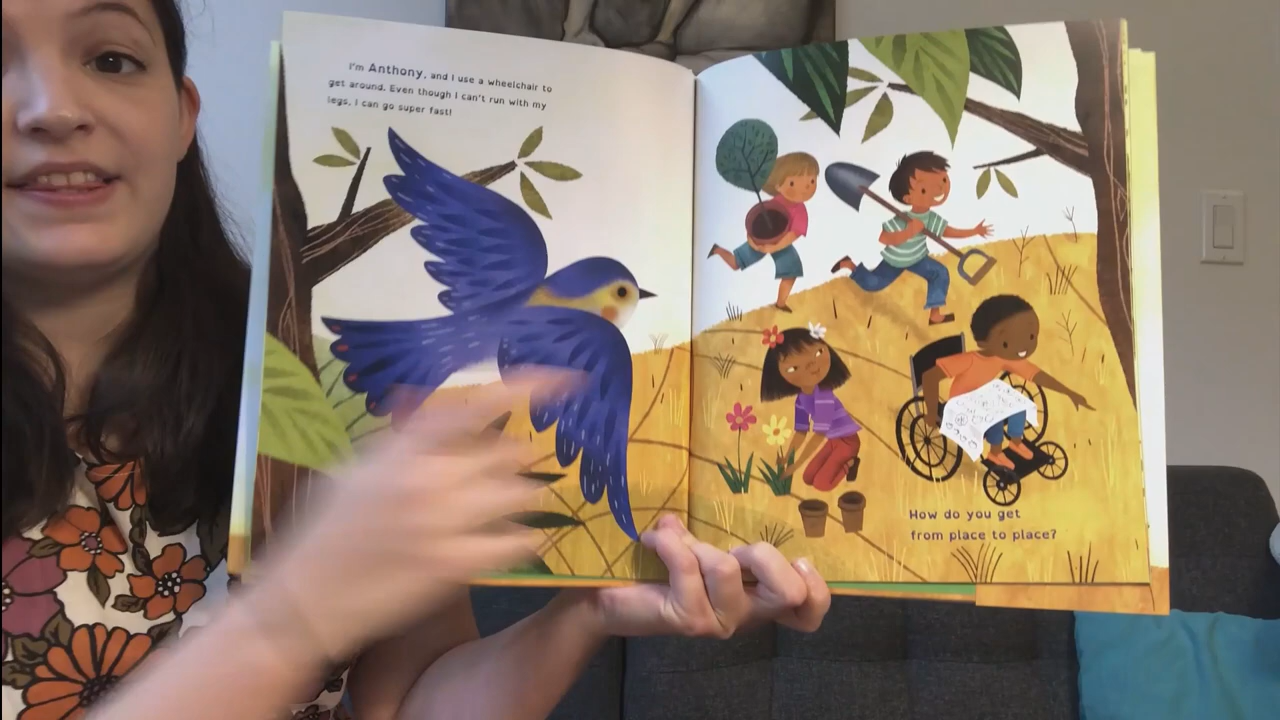 I'm Anthony, and I use a wheelchair to
get around. Even though I can't run with my
legs, I can go super fast!
How do you get
from place to place?